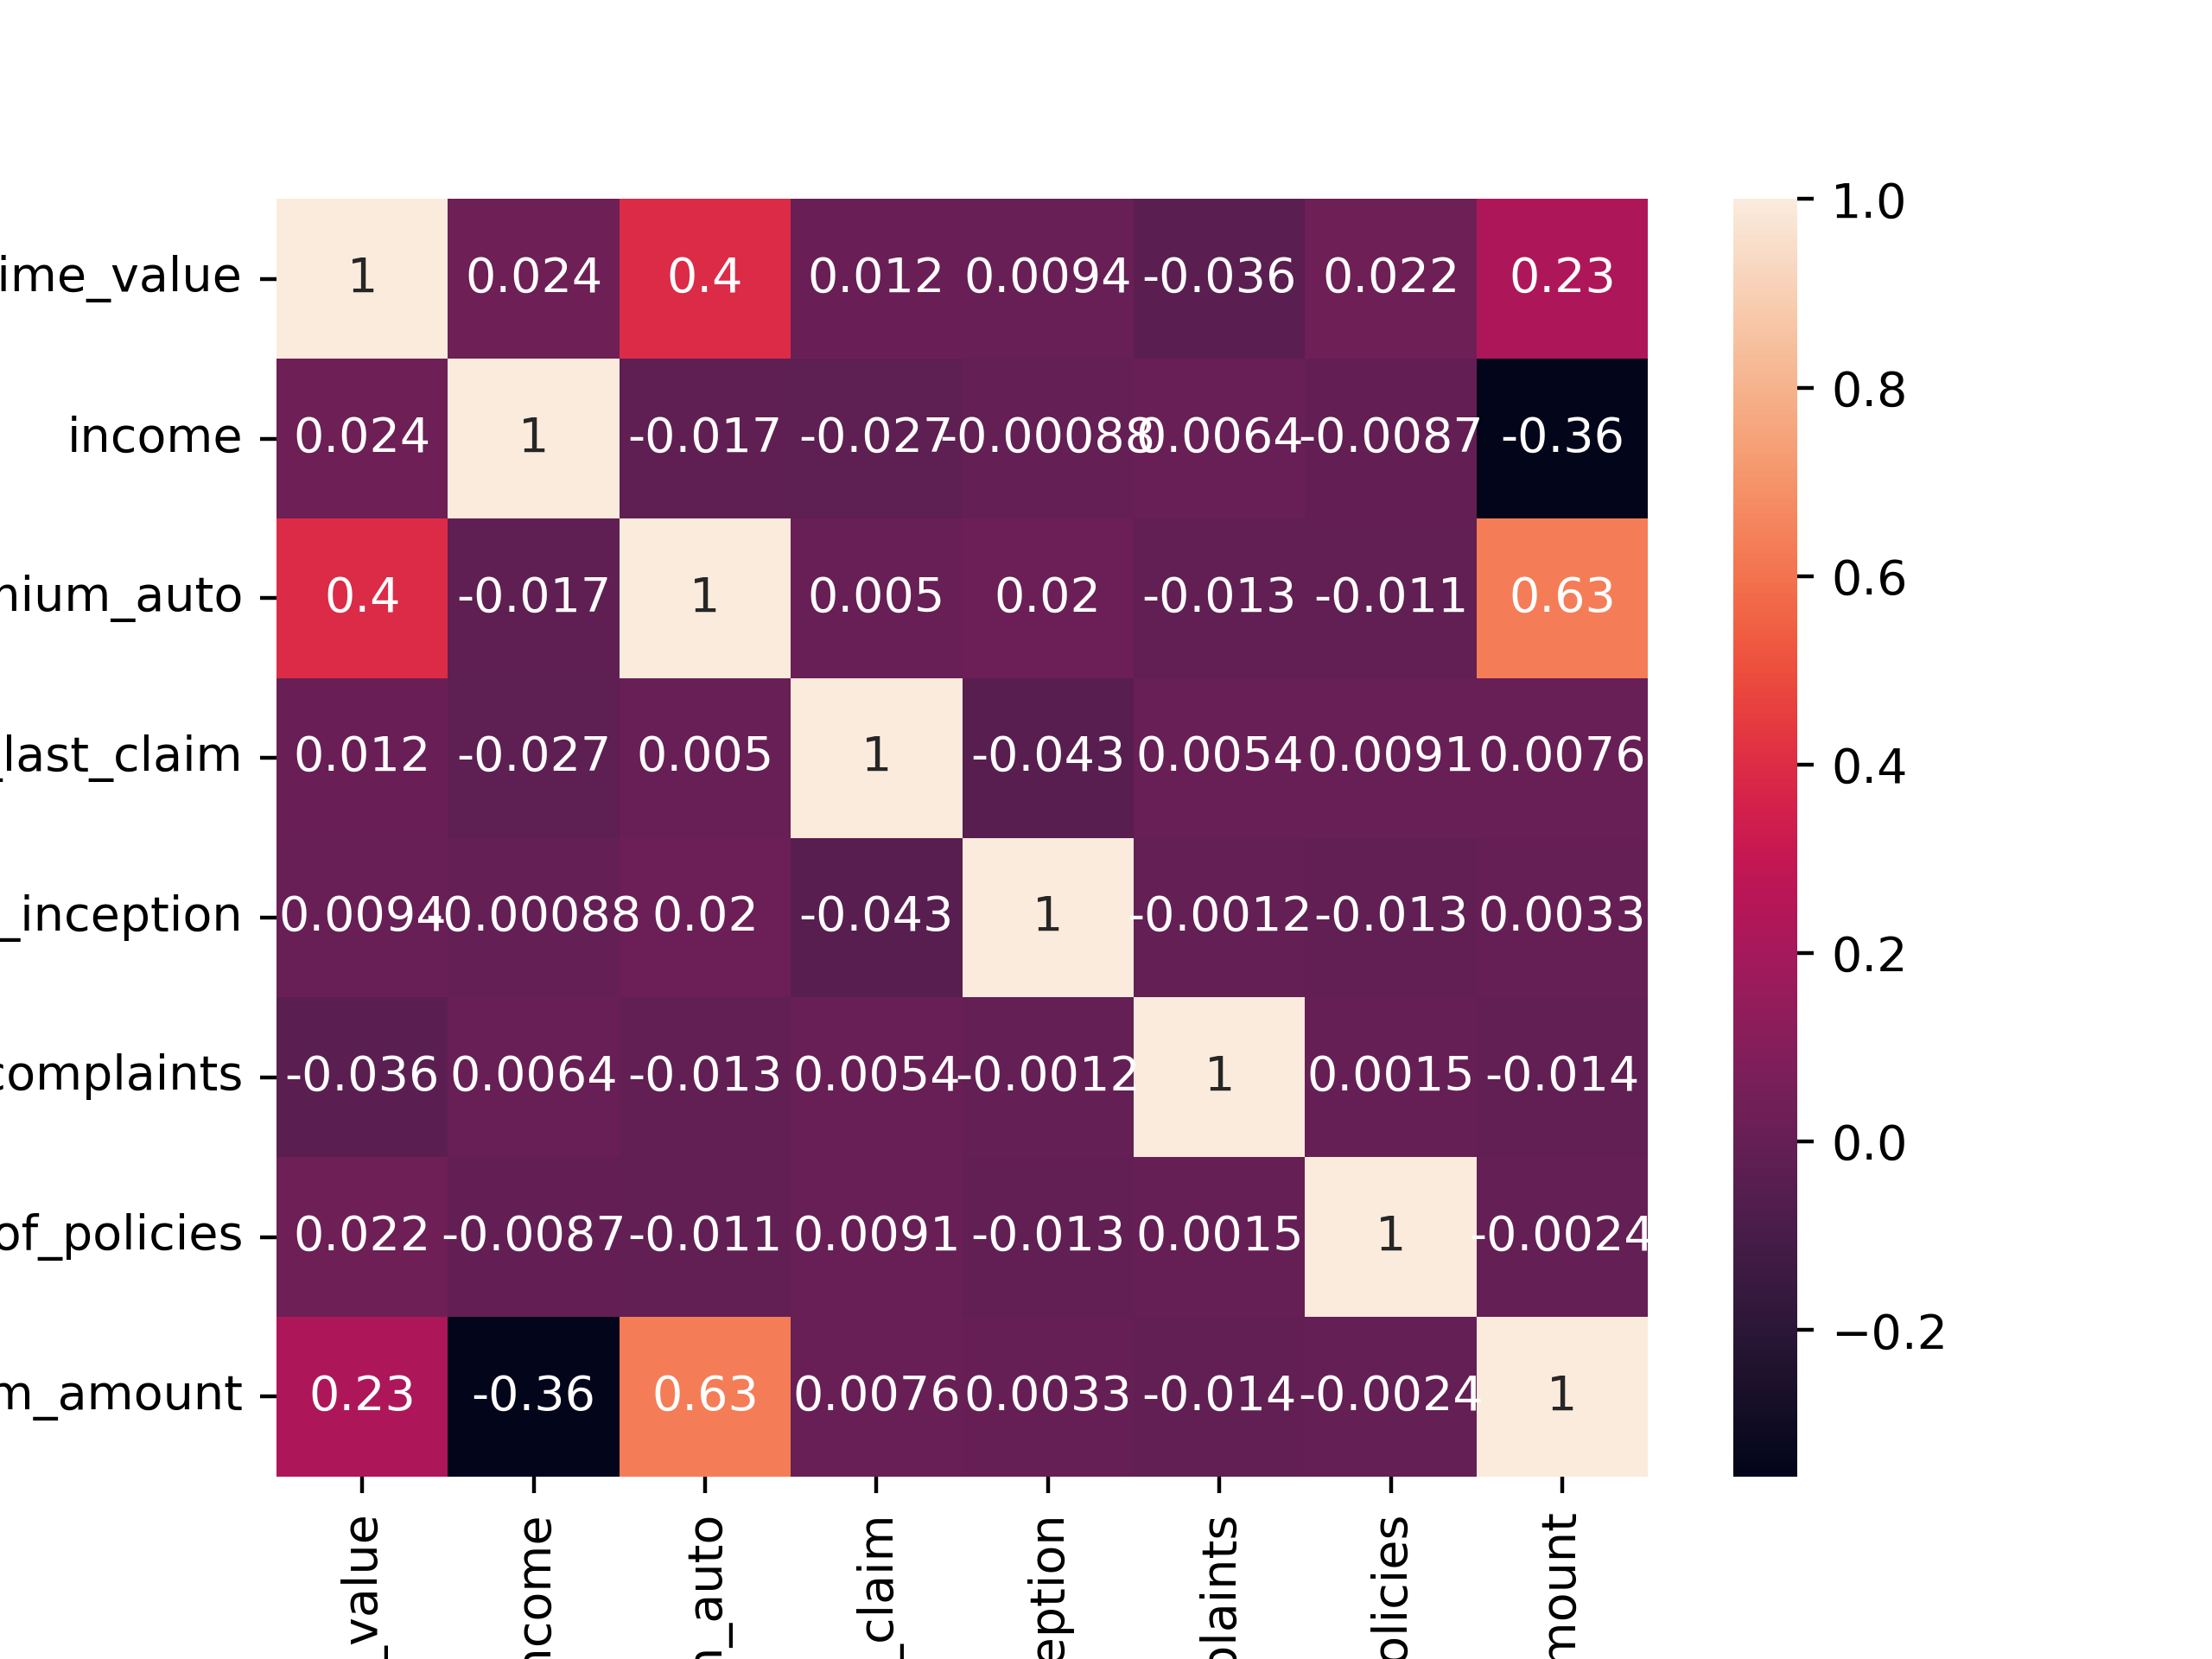 1.0
ime_value 1 0.024 0.4 0.012 0.0094 -0.036 0.022 0.23
0.8
income 0.024 1 -0.017 -0.027 -0.00088 0.0064 -0.0087 -0.36
nium_auto 0.4 -0.017 1 0.005 0.02 -0.013 -0.011 0.63
0.6
_last_claim 0.012 -0.027 0.005 1 -0.043 0.0054 0.0091 0.0076
0.4
_inception 0.0094 -0.00088 0.02 -0.043 1 -0.0012 -0.013 0.0033
0.2
complaints -0.036 0.0064 -0.013 0.0054 -0.0012 1 0.0015 -0.014
0.0
of_policies 0.022 -0.0087 -0.011 0.0091 -0.013 0.0015 1 -0.0024
−0.2
m_amount 0.23 -0.36 0.63 0.0076 0.0033 -0.014 -0.0024 1
_value
ncome
n_auto
_claim
eption
plaints
olicies
mount